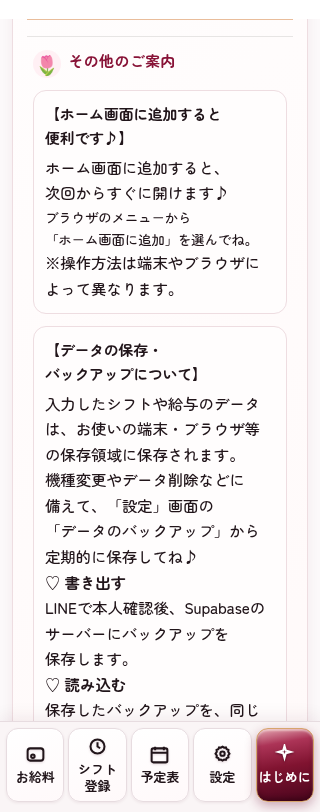 その他のご案内
【ホーム画面に追加すると
便利です♪】
ホーム画面に追加すると、
次回からすぐに開けます♪
ブラウザのメニューから
「ホーム画面に追加」を選んでね。
※操作方法は端末やブラウザに
よって異なります。
【データの保存・
バックアップについて】
入力したシフトや給与のデータ
は、お使いの端末・ブラウザ等
の保存領域に保存されます。
機種変更やデータ削除などに
備えて、「設定」画面の
「データのバックアップ」から
定期的に保存してね♪
♡ 書き出す
LINEで本人確認後、Supabaseの
サーバーにバックアップを
保存します。
♡ 読み込む
保存したバックアップを、同じ
お給料
シフト
登録
予定表
設定
はじめに